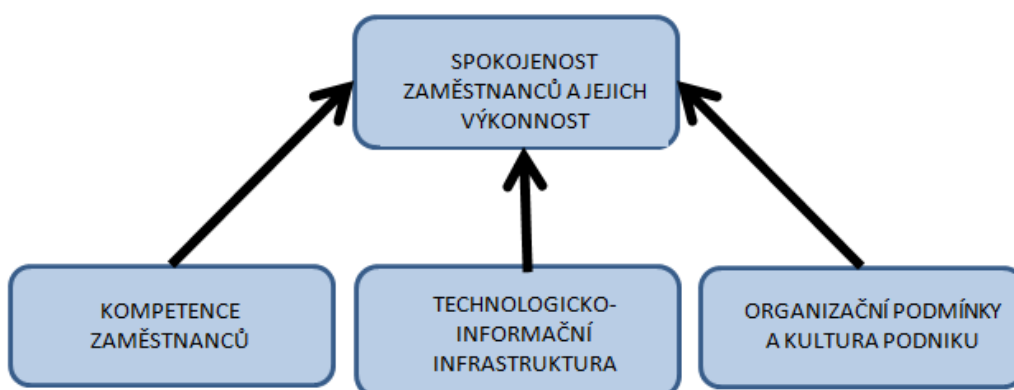 SPOKOJENOST
ZAMĚSTNANCŮ A JEJICH
VÝKONNOST
KOMPETENCE
ZAMĚSTNANCŮ
TECHNOLOGICKO-
INFORMAČNÍ
INFRASTRUKTURA
ORGANIZAČNÍ PODMÍNKY
A KULTURA PODNIKU